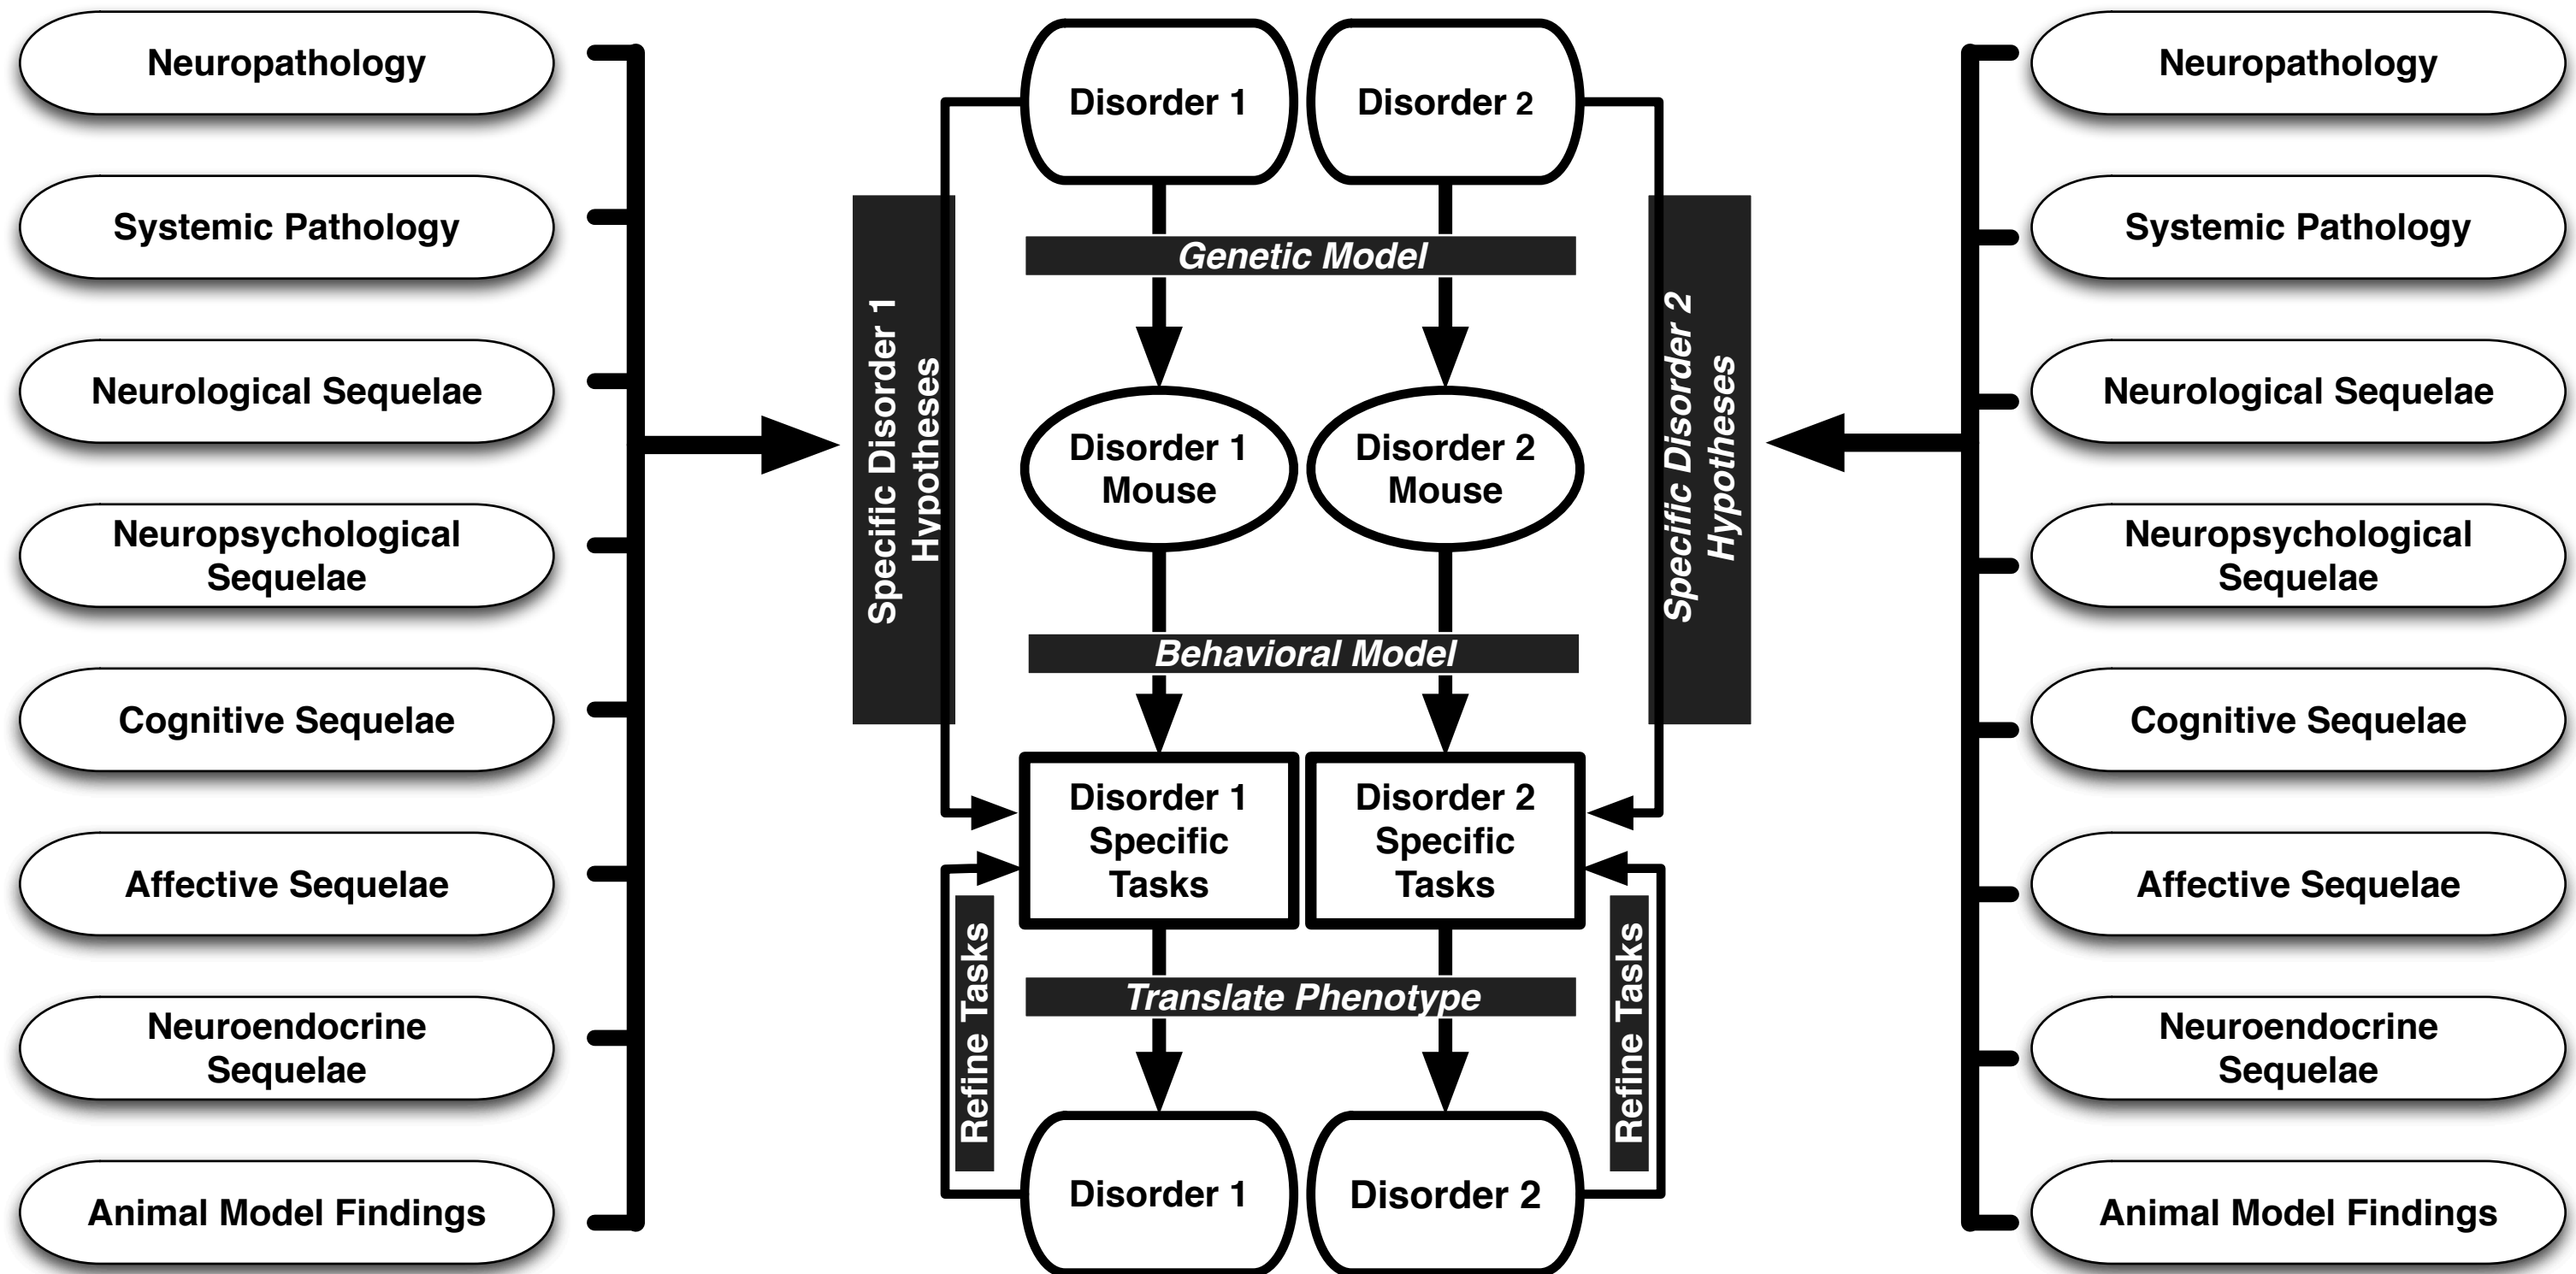 Neuropathology
Systemic Pathology
Neurological Sequelae
Neuropsychological
Sequelae
Cognitive Sequelae
Affective Sequelae
Neuroendocrine
Sequelae
Animal Model Findings
Specific Disorder 1
Hypotheses
Disorder 1
Disorder 2
Genetic Model
Disorder 1
Mouse
Disorder 2
Mouse
Behavioral Model
Disorder 1
Specific
Tasks
Disorder 2
Specific
Tasks
Refine Tasks
Translate Phenotype
Refine Tasks
Disorder 1
Disorder 2
Specific Disorder 2
Hypotheses
Neuropathology
Systemic Pathology
Neurological Sequelae
Neuropsychological
Sequelae
Cognitive Sequelae
Affective Sequelae
Neuroendocrine
Sequelae
Animal Model Findings